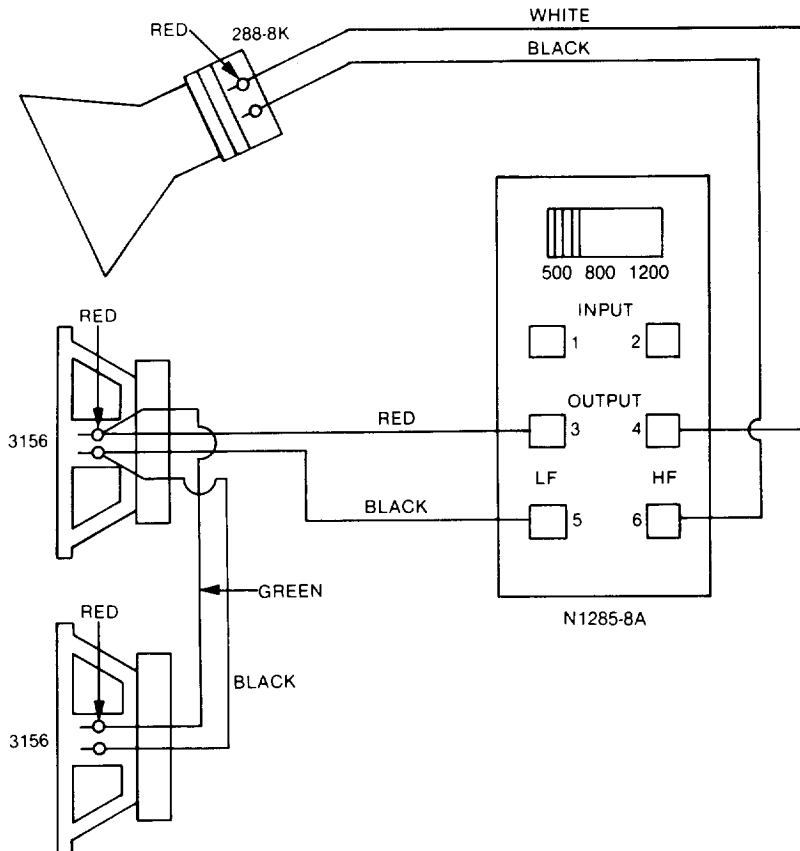 WHITE
RED
288-8K
BLACK
500 800 1200
INPUT
1
2
RED
OUTPUT
3
4
RED
3156
LF
HF
BLACK
5
6
GREEN
N1285-8A
RED
BLACK
3156